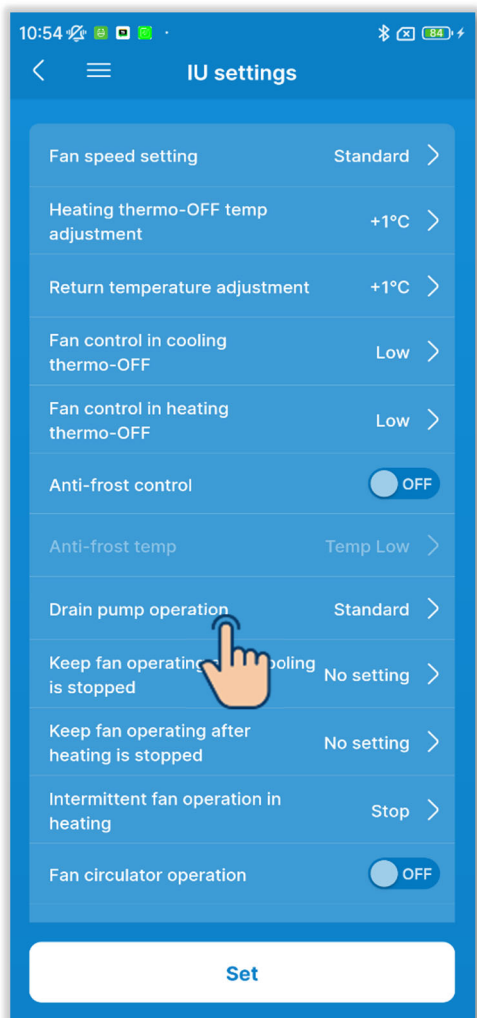 10:54
84
IU settings
Fan speed setting Standard
Heating thermo-OFF temp
adjustment
+1°C
Return temperature adjustment +1°C
Fan control in cooling
thermo-OFF
Low
Fan control in heating
thermo-OFF
Low
Anti-frost control OFF
Anti-frost temp Temp Low
Drain pump operation Standard
Keep fan operating ooling
is stopped
No setting
Keep fan operating after
heating is stopped
No setting
Intermittent fan operation in
heating
Stop
Fan circulator operation OFF
Set